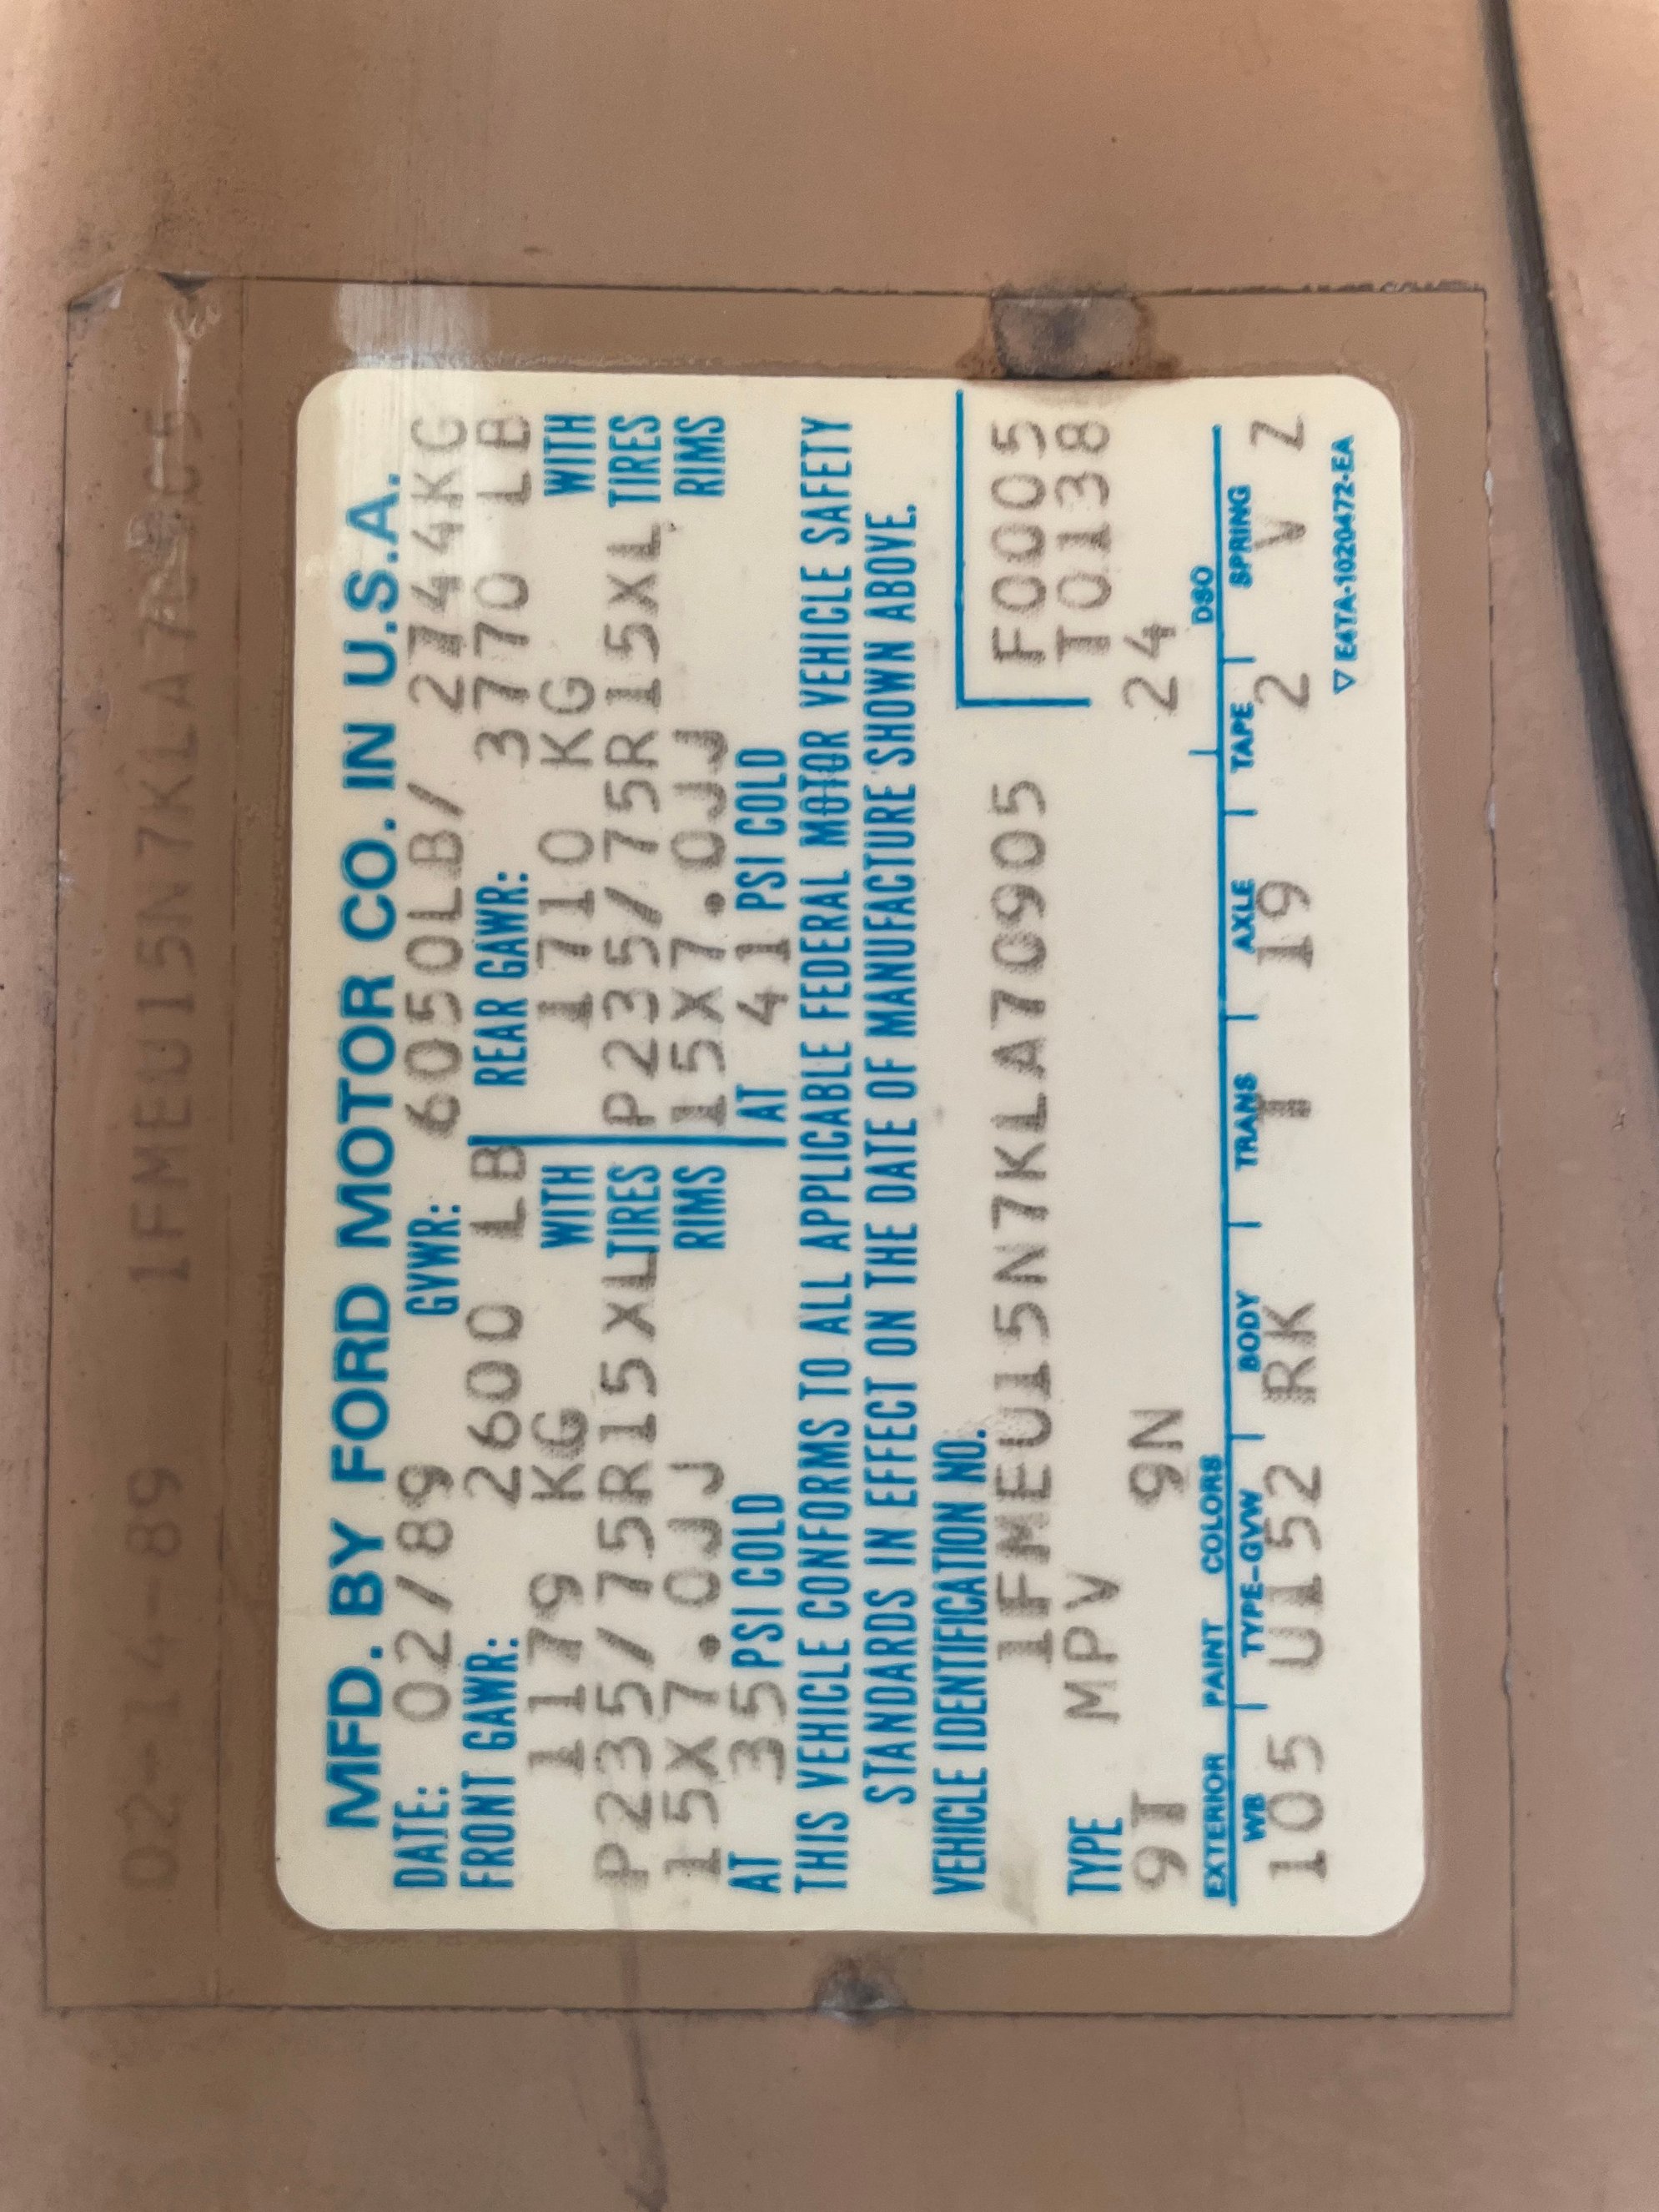 02-14-89 1FMEU15N7KLA70905
MFD. BY FORD MOTOR CO. IN U.S.A.
DATE: 02/89 GVWR: 6050LB/ 2744KG
FRONT GAWR: 2600 LB REAR GAWR: 3770 LB
1179 KG WITH 1710 KG WITH
P235/75R15XL TIRES P235/75R15XL TIRES
15X7.0JJ RIMS 15X7.0JJ RIMS
AT 35 PSI COLD AT 41 PSI COLD
THIS VEHICLE CONFORMS TO ALL APPLICABLE FEDERAL MOTOR VEHICLE SAFETY
STANDARDS IN EFFECT ON THE DATE OF MANUFACTURE SHOWN ABOVE.
VEHICLE IDENTIFICATION NO.
1FMEU15N7KLA70905 F0005
TYPE MPV T0138
9T 9N 24
EXTERIOR PAINT COLORS DSO
WB TYPE-GVW BODY TRANS AXLE TAPE SPRING
105 U152 RK T 19 2 V Z
▽ E4TA-1020472-EA